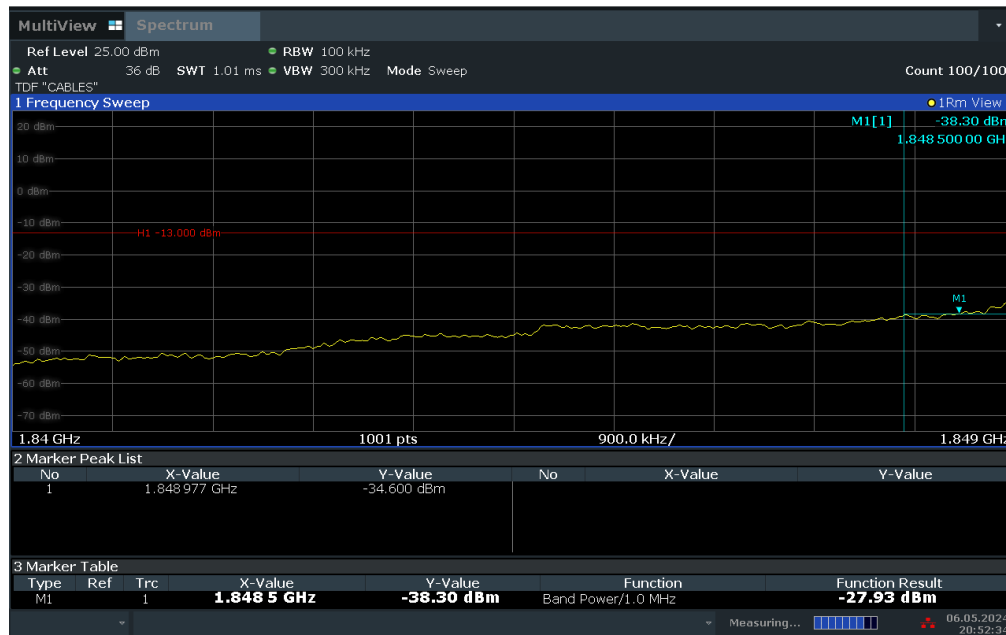 MultiView Spectrum
Ref Level 25.00 dBm RBW 100 kHz
Att 36 dB SWT 1.01 ms VBW 300 kHz Mode Sweep Count 100/100
TDF "CABLES"
1 Frequency Sweep 1Rm View
M1[1] -38.30 dBm
1.848 500 00 GH
20 dBm
10 dBm
0 dBm
-10 dBm
H1 -13.000 dBm
-20 dBm
-30 dBm
M1
-40 dBm
-50 dBm
-60 dBm
-70 dBm
1.84 GHz 1001 pts 900.0 kHz/ 1.849 GHz
2 Marker Peak List
No X-Value Y-Value No X-Value Y-Value
1 1.848 977 GHz -34.600 dBm
3 Marker Table
Type Ref Trc X-Value Y-Value Function Function Result
M1 1 1.848 5 GHz -38.30 dBm Band Power/1.0 MHz -27.93 dBm
Measuring... 06.05.2024
20:52:34